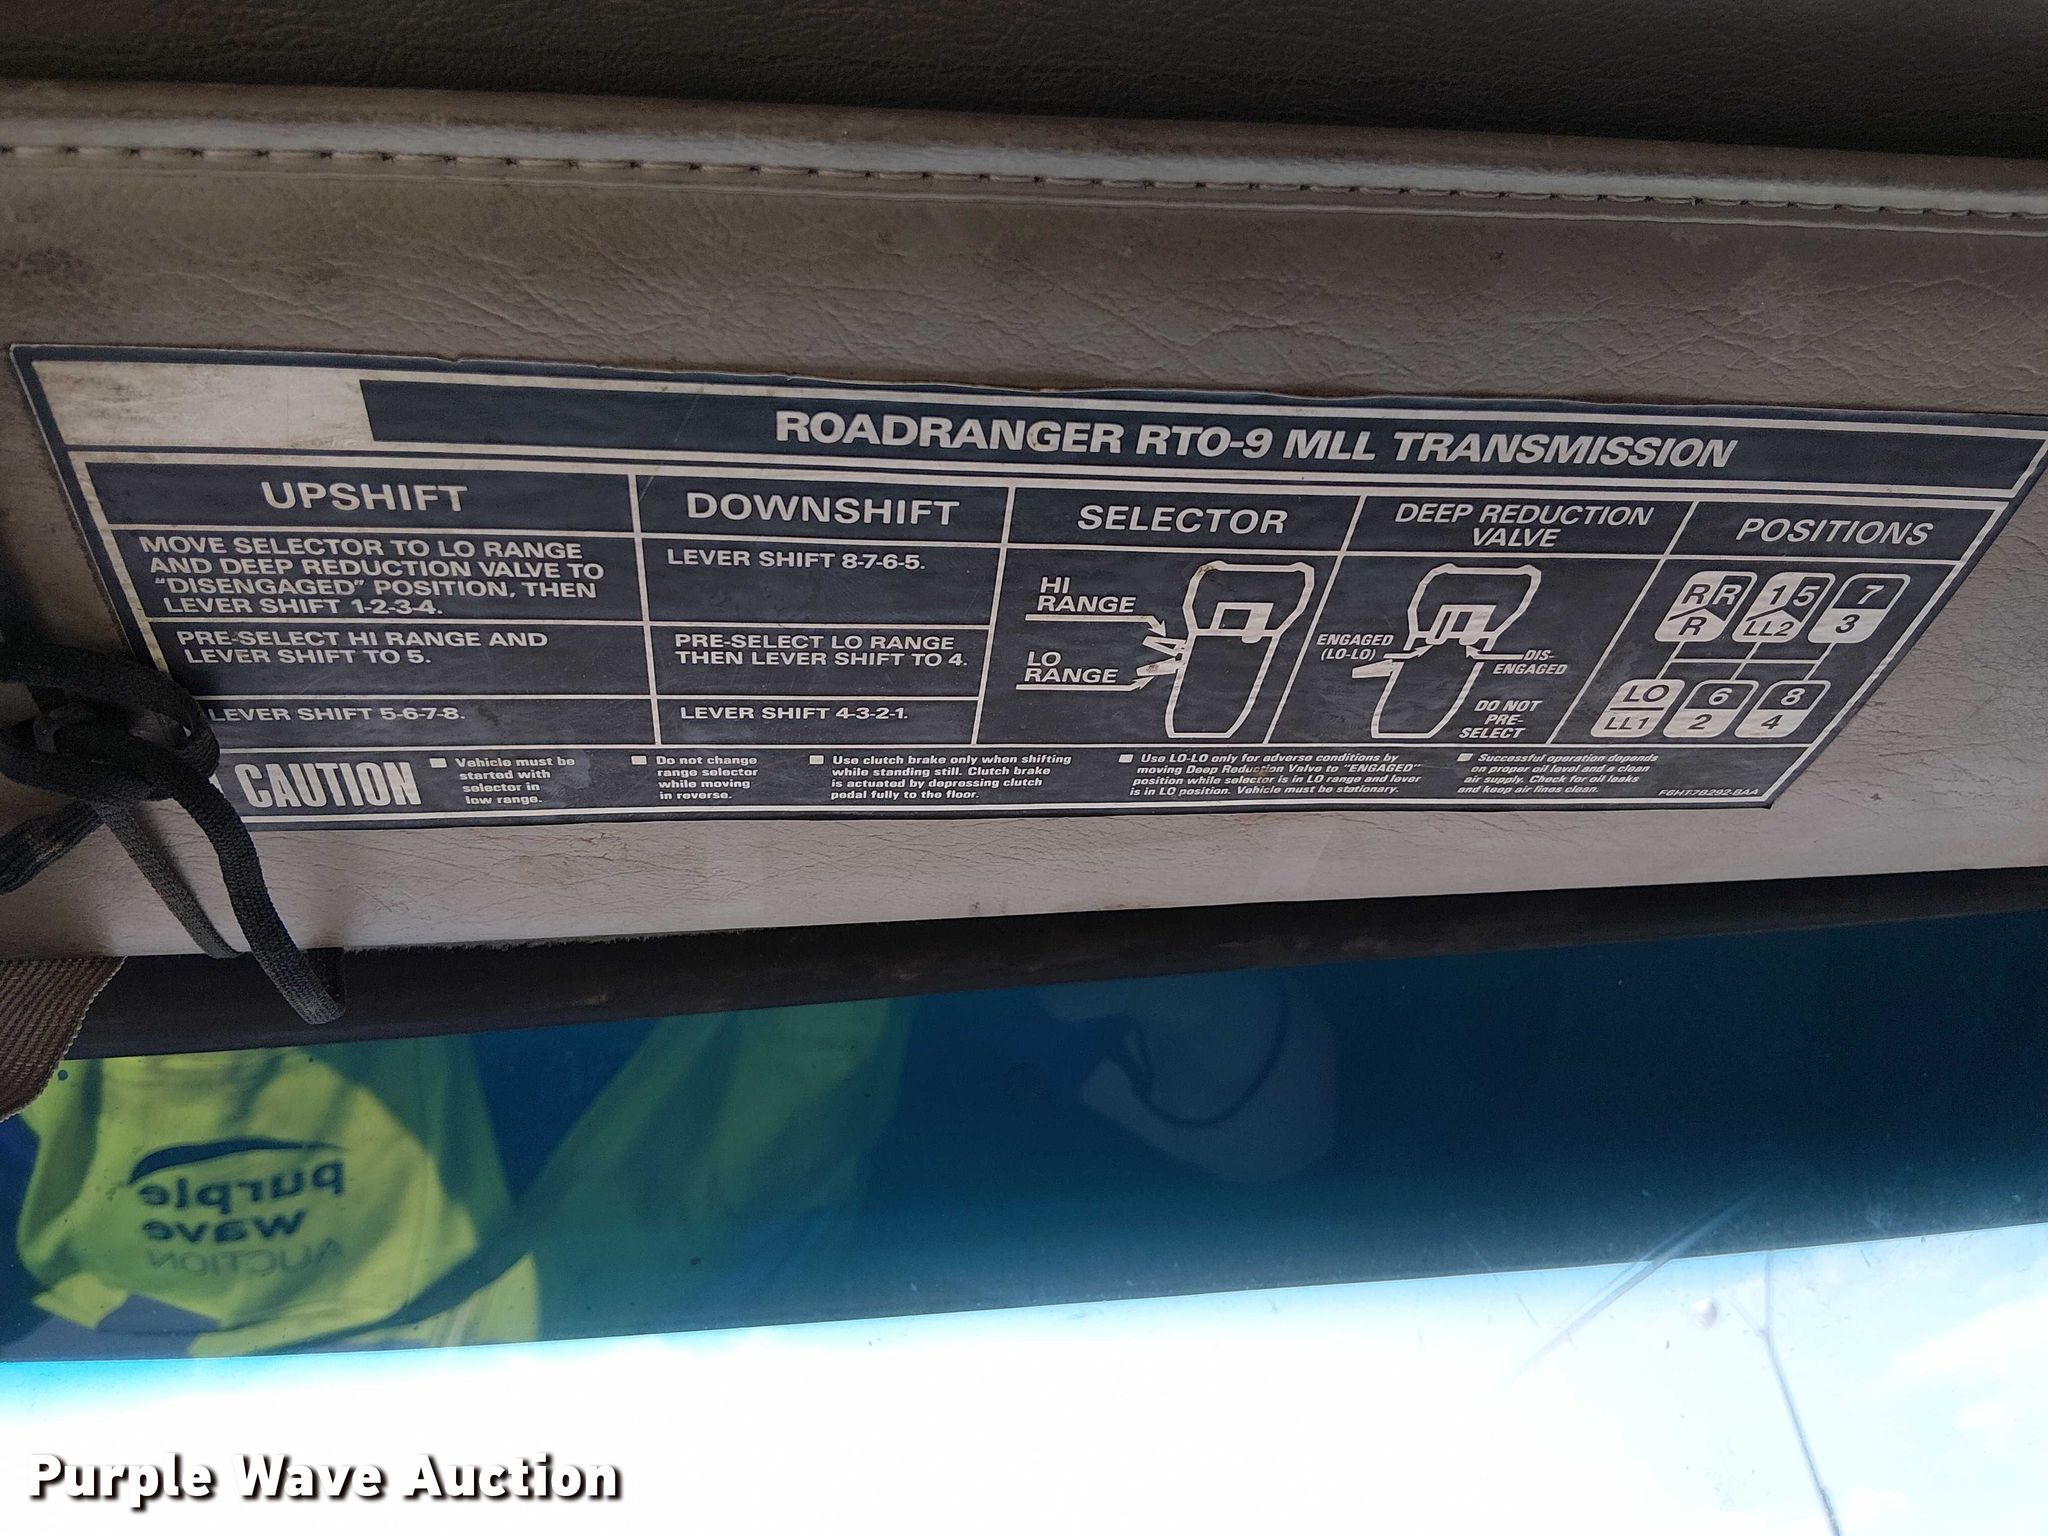 ROADRANGER RTO-9 MLL TRANSMISSION
UPSHIFT
MOVE SELECTOR TO LO RANGE
AND DEEP REDUCTION VALVE TO
"DISENGAGED" POSITION, THEN
LEVER SHIFT 1-2-3-4.
PRE-SELECT HI RANGE AND
LEVER SHIFT TO 5.
LEVER SHIFT 5-6-7-8.
DOWNSHIFT
LEVER SHIFT 8-7-6-5.
PRE-SELECT LO RANGE
THEN LEVER SHIFT TO 4.
LEVER SHIFT 4-3-2-1.
SELECTOR
HI
RANGE
LO
RANGE
DEEP REDUCTION
VALVE
ENGAGED
(LO-LO)
DIS-
ENGAGED
DO NOT
PRE-
SELECT
POSITIONS
R R 1 5 7
R LL2 3
LO 6 8
LL1 2 4
CAUTION
■ Vehicle must be
started with
selector in
low range.
■ Do not change
range selector
while moving
in reverse.
■ Use clutch brake only when shifting
while standing still. Clutch brake
is actuated by depressing clutch
pedal fully to the floor.
■ Use LO-LO only for adverse conditions by
moving Deep Reduction Valve to "ENGAGED"
position while selector is in LO range and lever
is in LO position. Vehicle must be stationary.
■ Successful operation depends
on proper oil level and a clean
air supply. Check for oil leaks
and keep air lines clean.
F6HT7B292-BAA
purple
wave
AUCTION
Purple Wave Auction